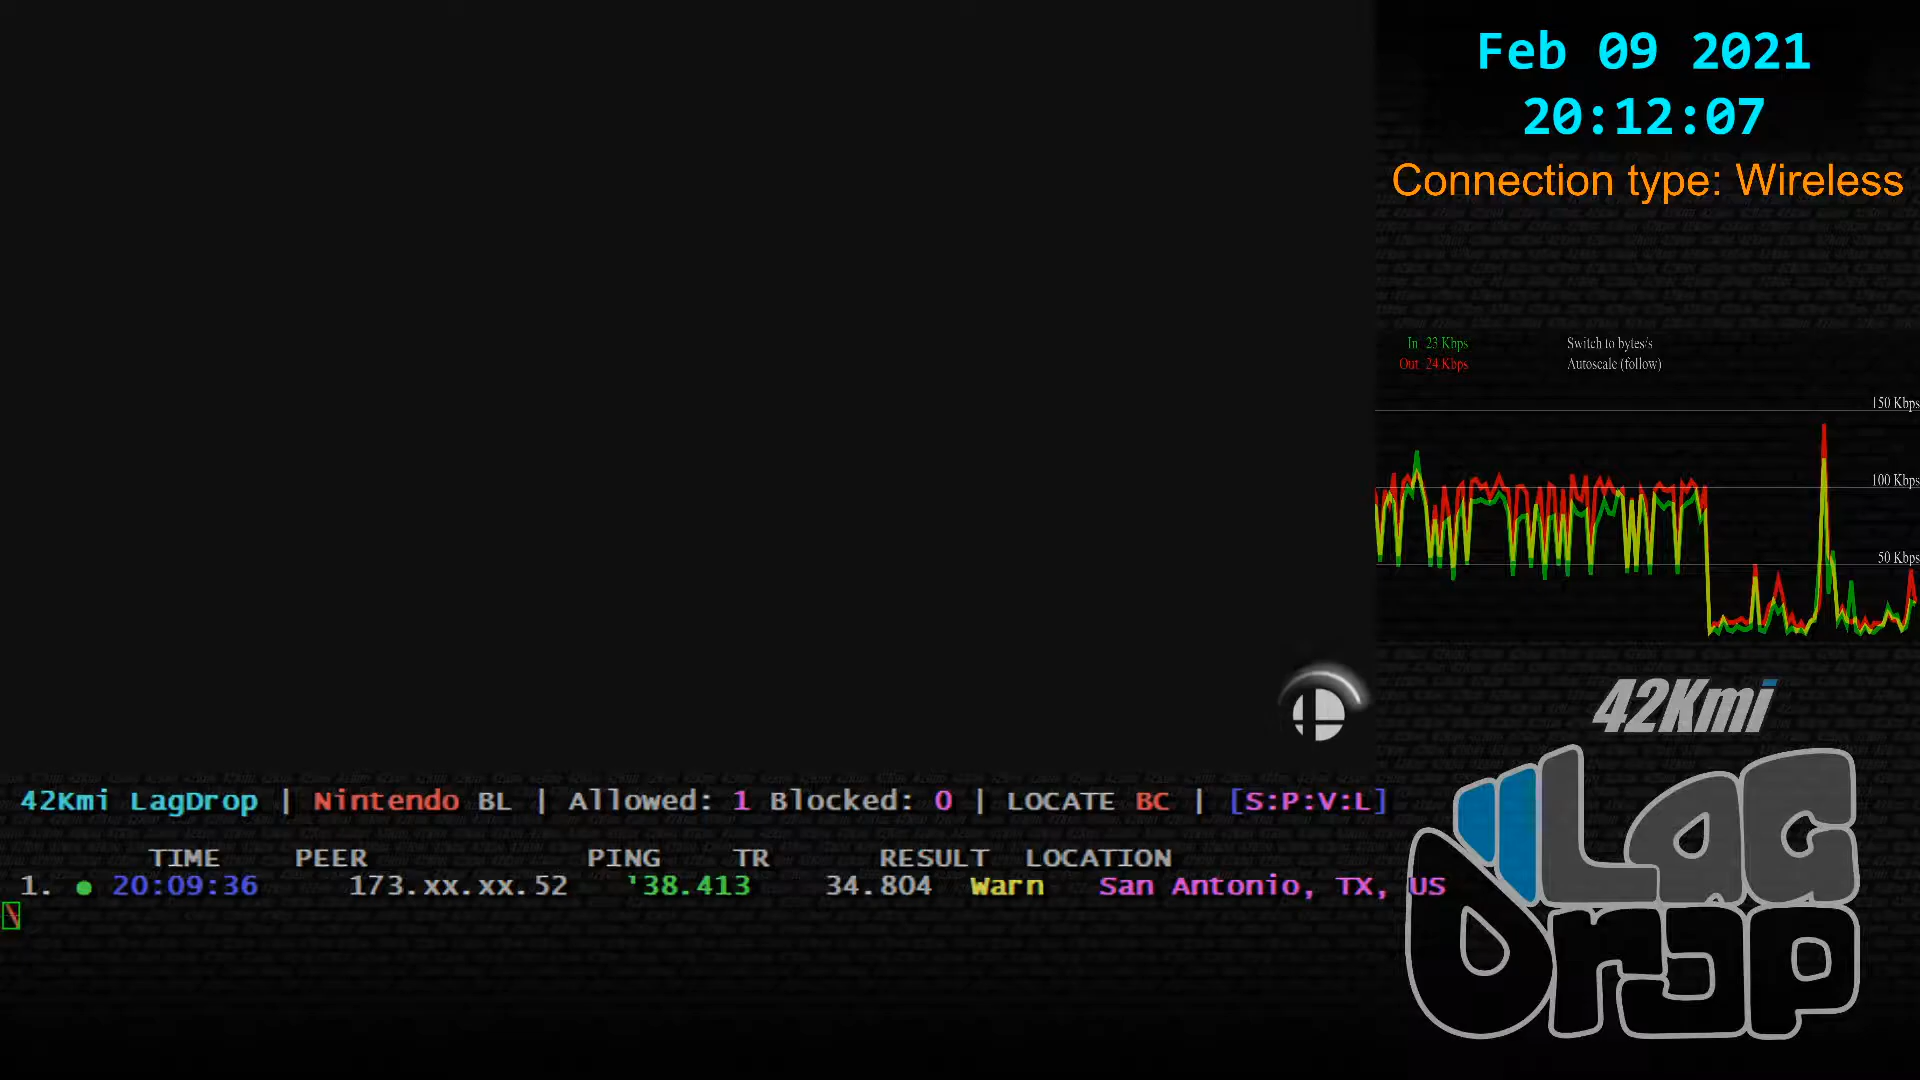 Feb 09 2021
20:12:07
Connection type: Wireless
In 23 Kbps
Switch to bytes/s
Out 24 Kbps
Autoscale (follow)
150 Kbps
100 Kbps
50 Kbps
42Kmi
LAG
Drop
42Kmi LagDrop | Nintendo BL | Allowed: 1 Blocked: 0 | LOCATE BC | [S:P:V:L]
TIME PEER PING TR RESULT LOCATION
1. ● 20:09:36 173.xx.xx.52 '38.413 34.804 Warn San Antonio, TX, US